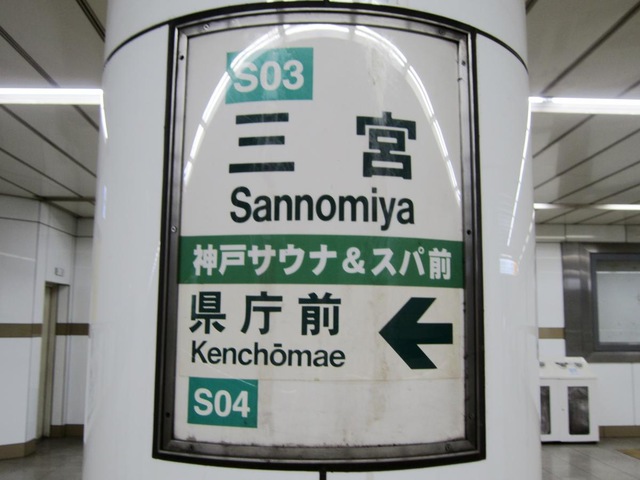 S03
三宮
Sannomiya
神戸サウナ&スパ前
県庁前
Kenchōmae
S04